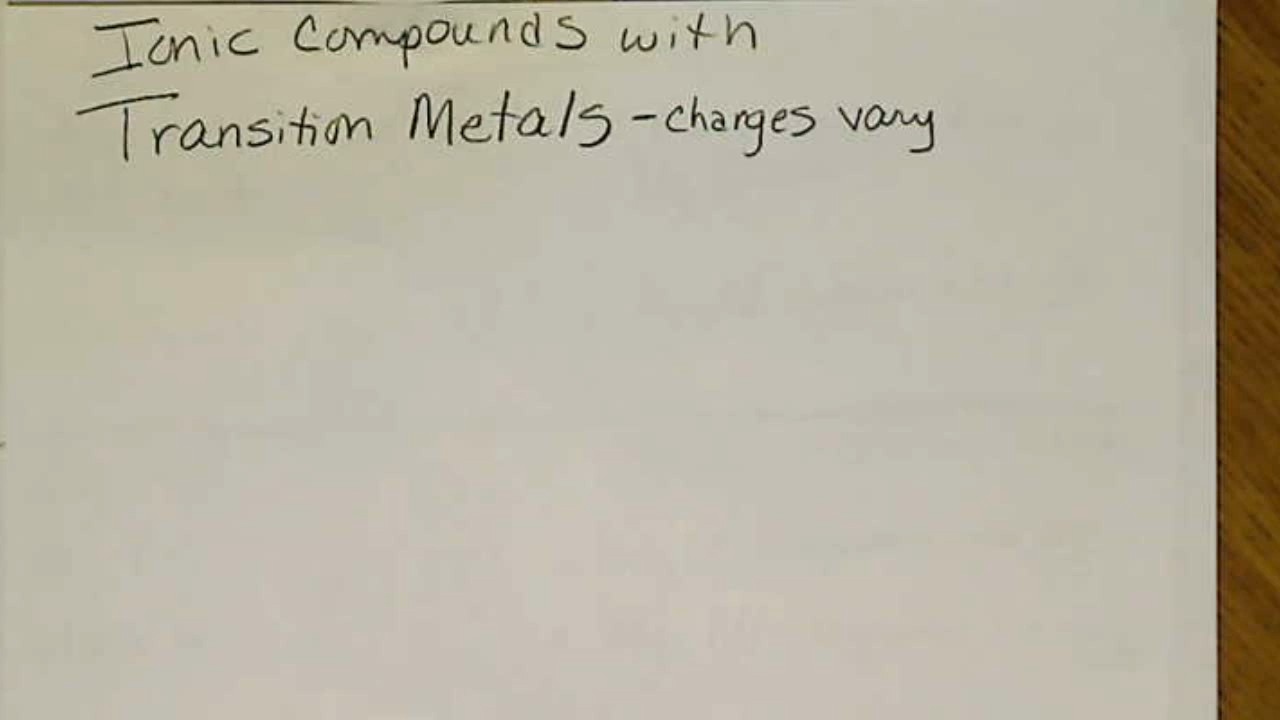 Ionic Compounds with
Transition Metals - charges vary